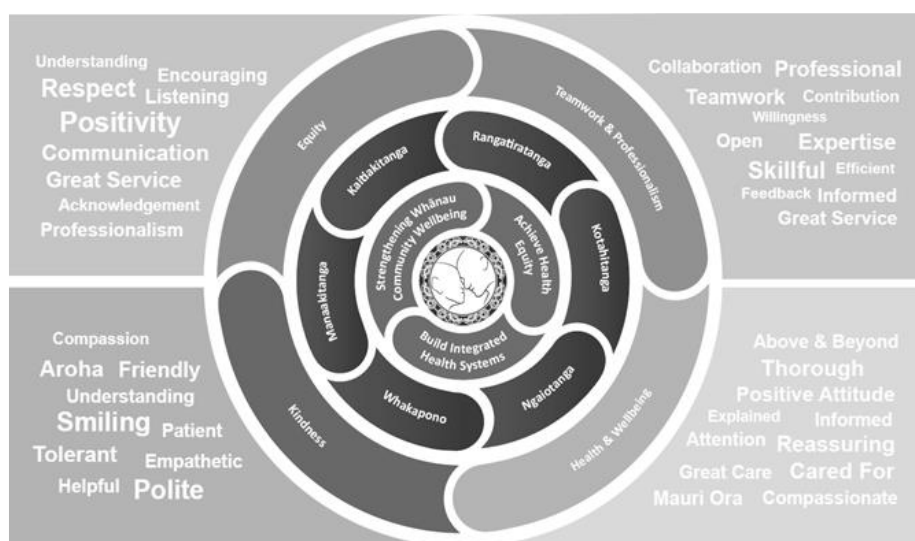 Understanding
Respect Encouraging
Listening
Positivity
Communication
Great Service
Acknowledgement
Professionalism
Collaboration Professional
Teamwork Contribution
Willingness
Open Expertise
Skillful Efficient
Feedback Informed
Great Service
Equity
Teamwork & Professionalism
Kaitiakitanga
Rangatiratanga
Manaakitanga
Kotahitanga
Strengthening Whānau
Community Wellbeing
Achieve Health
Equity
Build Integrated
Health Systems
Whakapono
Ngaiotanga
Kindness
Health & Wellbeing
Compassion
Aroha Friendly
Understanding
Smiling Patient
Tolerant Empathetic
Helpful Polite
Above & Beyond
Thorough
Positive Attitude
Explained Informed
Attention Reassuring
Great Care Cared For
Mauri Ora Compassionate